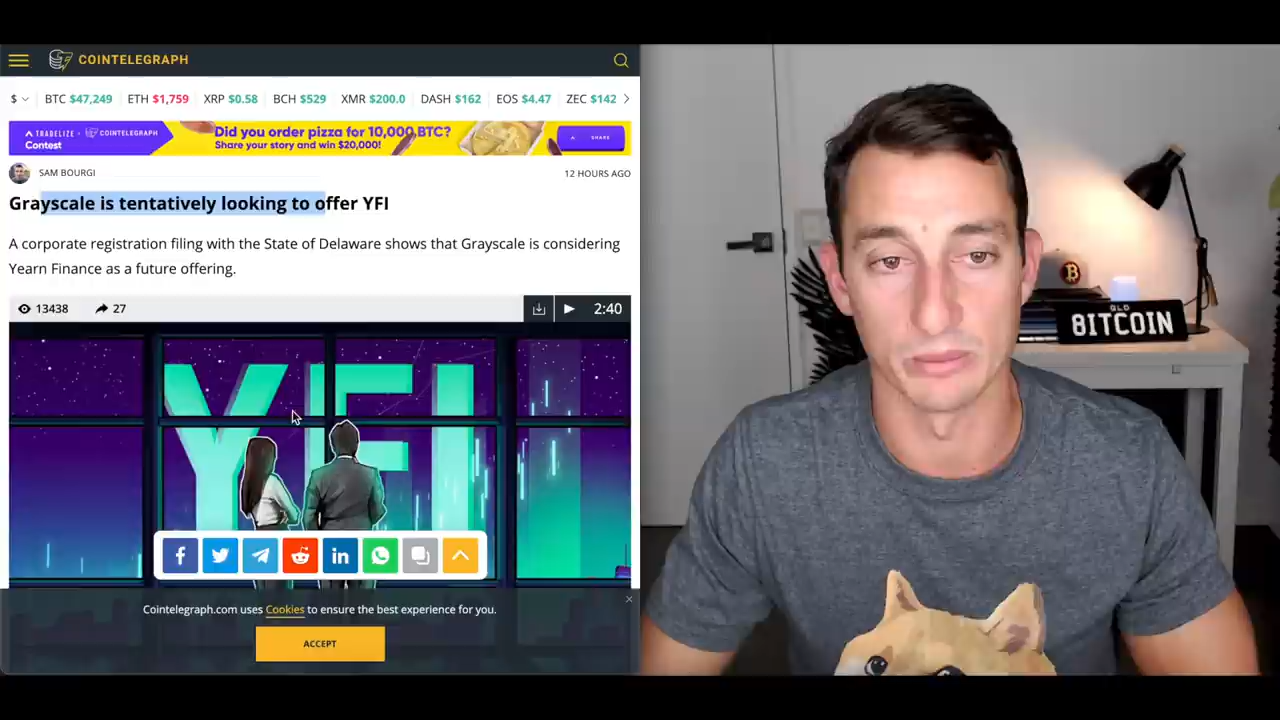 COINTELEGRAPH
$ BTC $47,249 ETH $1,759 XRP $0.58 BCH $529 XMR $200.0 DASH $162 EOS $4.47 ZEC $142
TRADELIZE COINTELEGRAPH
Contest
Did you order pizza for 10,000 BTC?
Share your story and win $20,000!
SHARE
SAM BOURGI
12 HOURS AGO
Grayscale is tentatively looking to offer YFI
A corporate registration filing with the State of Delaware shows that Grayscale is considering
Yearn Finance as a future offering.
13438 27
2:40
YFI
Cointelegraph.com uses Cookies to ensure the best experience for you.
ACCEPT
QLD
8ITCOIN